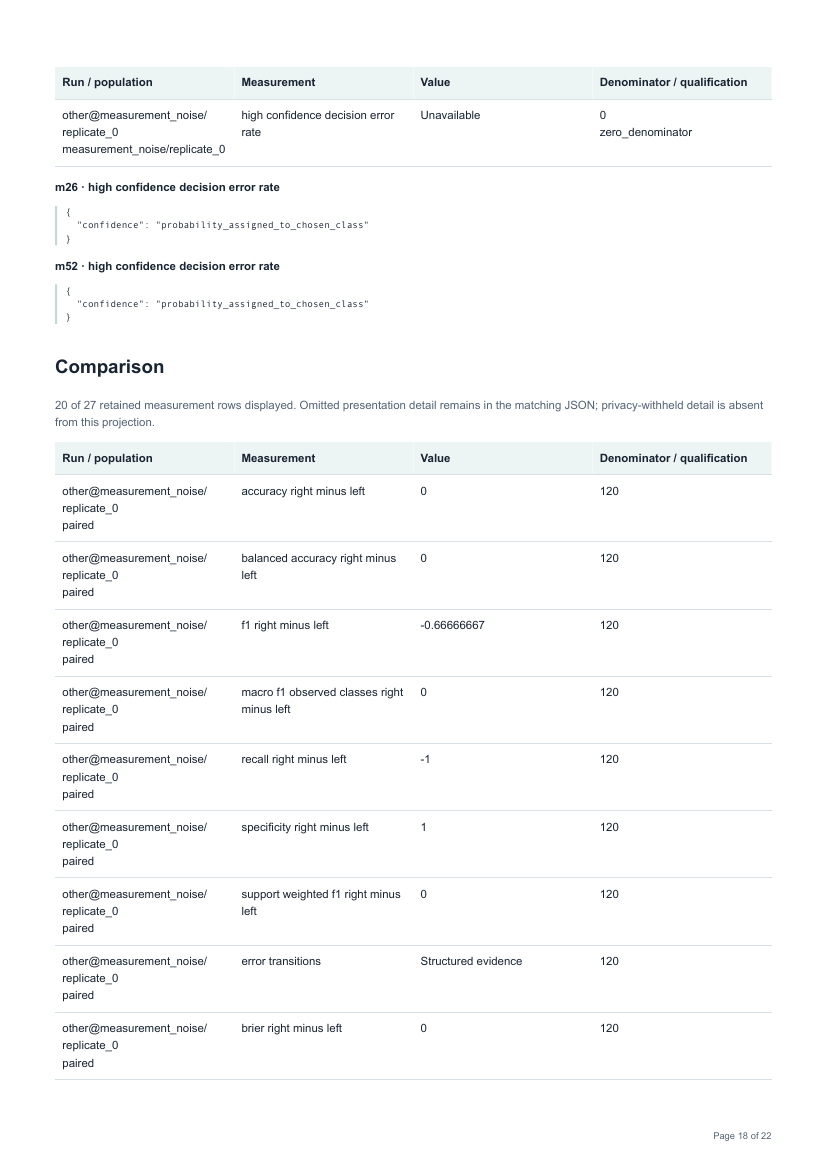 Run / population Measurement Value Denominator / qualification
other@measurement_noise/ high confidence decision error Unavailable 0
replicate_0 rate zero_denominator
measurement_noise/replicate_0
m26 · high confidence decision error rate
{
"confidence": "probability_assigned_to_chosen_class"
}
m52 · high confidence decision error rate
{
"confidence": "probability_assigned_to_chosen_class"
}
Comparison
20 of 27 retained measurement rows displayed. Omitted presentation detail remains in the matching JSON; privacy-withheld detail is absent
from this projection.
Run / population Measurement Value Denominator / qualification
other@measurement_noise/ accuracy right minus left 0 120
replicate_0
paired
other@measurement_noise/ balanced accuracy right minus 0 120
replicate_0 left
paired
other@measurement_noise/ f1 right minus left -0.66666667 120
replicate_0
paired
other@measurement_noise/ macro f1 observed classes right 0 120
replicate_0 minus left
paired
other@measurement_noise/ recall right minus left -1 120
replicate_0
paired
other@measurement_noise/ specificity right minus left 1 120
replicate_0
paired
other@measurement_noise/ support weighted f1 right minus 0 120
replicate_0 left
paired
other@measurement_noise/ error transitions Structured evidence 120
replicate_0
paired
other@measurement_noise/ brier right minus left 0 120
replicate_0
paired
Page 18 of 22